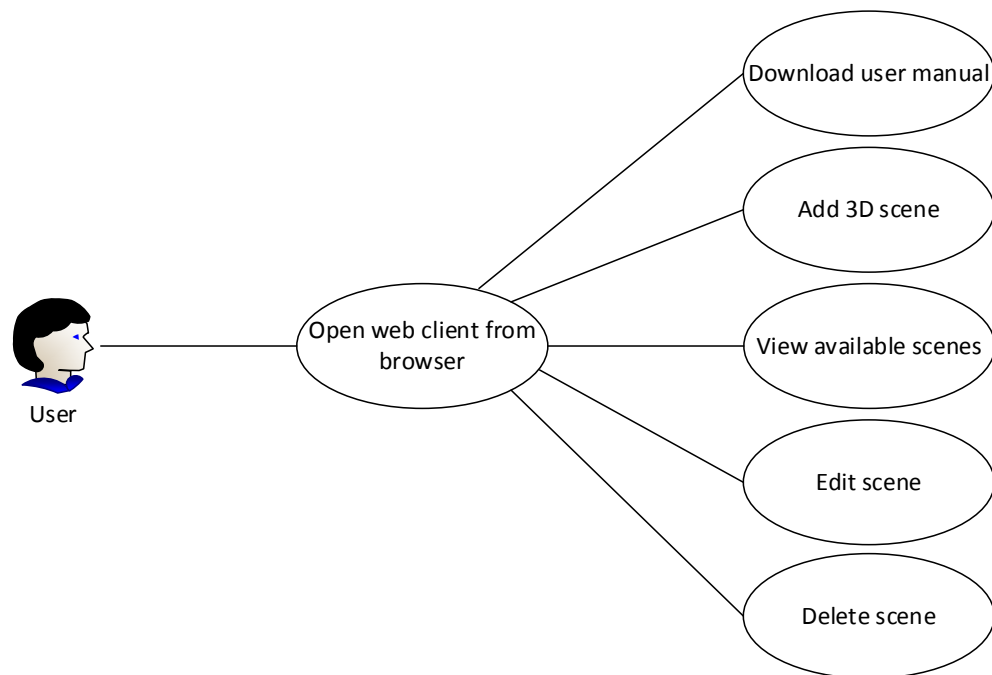 Download user manual
Add 3D scene
Open web client from
browser
View available scenes
User
Edit scene
Delete scene